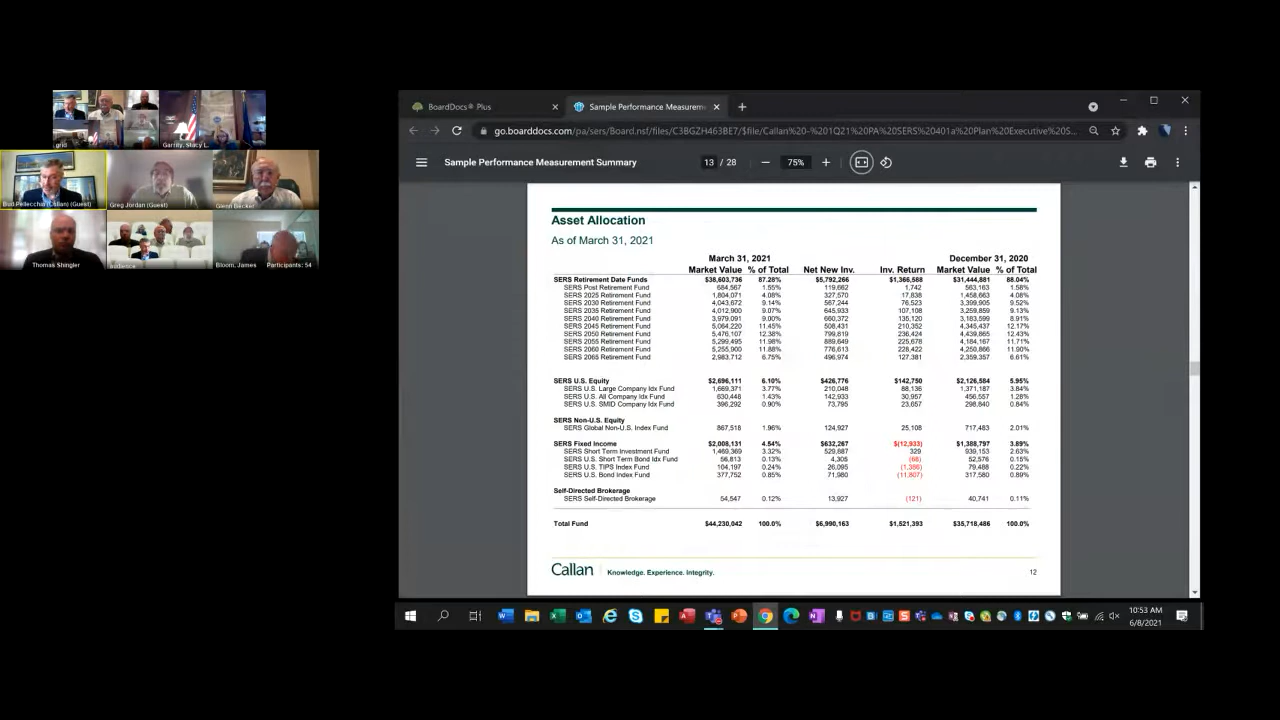 grid
Garrity, Stacy L.
Bud Pellecchia (Callan) (Guest)
Greg Jordan (Guest)
Glenn Becker
Thomas Shingler
audience
Bloom, James
Participants: 54
BoardDocs® Plus
Sample Performance Measurem
go.boarddocs.com/pa/sers/Board.nsf/files/C3BGZH463BE7/$file/Callan%20-%201Q21%20PA%20SERS%20401a%20Plan%20Executive%20S...
Sample Performance Measurement Summary
13 / 28
75%
Asset Allocation
As of March 31, 2021
March 31, 2021 December 31, 2020
Market Value % of Total Net New Inv. Inv. Return Market Value % of Total
SERS Retirement Date Funds $38,603,736 87.28% $5,792,266 $1,366,588 $31,444,881 88.04%
SERS Post Retirement Fund 684,567 1.55% 119,662 1,742 563,163 1.58%
SERS 2025 Retirement Fund 1,804,071 4.08% 327,570 17,838 1,458,663 4.08%
SERS 2030 Retirement Fund 4,043,672 9.14% 567,244 76,523 3,399,905 9.52%
SERS 2035 Retirement Fund 4,012,900 9.07% 645,933 107,108 3,259,859 9.13%
SERS 2040 Retirement Fund 3,979,091 9.00% 660,372 135,120 3,183,599 8.91%
SERS 2045 Retirement Fund 5,064,220 11.45% 508,431 210,352 4,345,437 12.17%
SERS 2050 Retirement Fund 5,476,107 12.38% 799,819 236,424 4,439,865 12.43%
SERS 2055 Retirement Fund 5,299,495 11.98% 889,649 225,678 4,184,167 11.71%
SERS 2060 Retirement Fund 5,255,900 11.88% 776,613 228,422 4,250,866 11.90%
SERS 2065 Retirement Fund 2,983,712 6.75% 496,974 127,381 2,359,357 6.61%
SERS U.S. Equity $2,696,111 6.10% $426,776 $142,750 $2,126,584 5.95%
SERS U.S. Large Company Idx Fund 1,669,371 3.77% 210,048 88,136 1,371,187 3.84%
SERS U.S. All Company Idx Fund 630,448 1.43% 142,933 30,957 456,557 1.28%
SERS U.S. SMID Company Idx Fund 396,292 0.90% 73,795 23,657 298,840 0.84%
SERS Non-U.S. Equity
SERS Global Non-U.S. Index Fund 867,518 1.96% 124,927 25,108 717,483 2.01%
SERS Fixed Income $2,008,131 4.54% $632,267 $(12,933) $1,388,797 3.89%
SERS Short Term Investment Fund 1,469,369 3.32% 529,887 329 939,153 2.63%
SERS U.S. Short Term Bond Idx Fund 56,813 0.13% 4,305 (68) 52,576 0.15%
SERS U.S. TIPS Index Fund 104,197 0.24% 26,095 (1,386) 79,488 0.22%
SERS U.S. Bond Index Fund 377,752 0.85% 71,980 (11,807) 317,580 0.89%
Self-Directed Brokerage
SERS Self-Directed Brokerage 54,547 0.12% 13,927 (121) 40,741 0.11%
Total Fund $44,230,042 100.0% $6,990,163 $1,521,393 $35,718,486 100.0%
Callan Knowledge. Experience. Integrity. 12
10:53 AM
6/8/2021